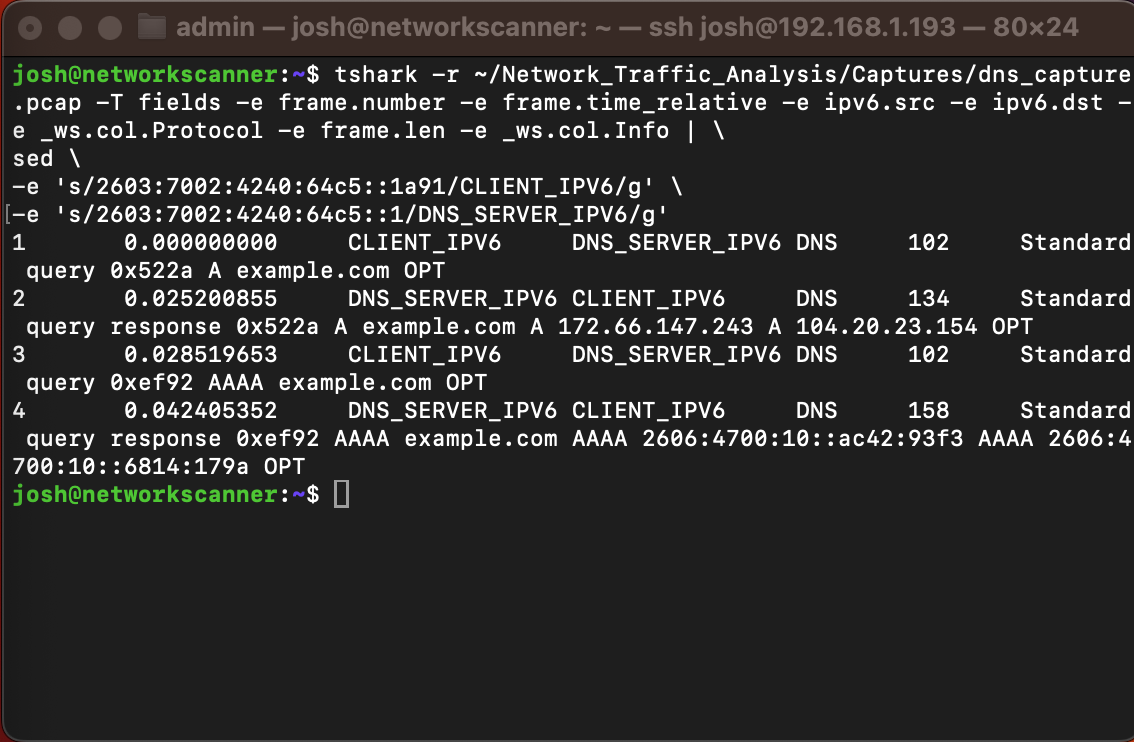 admin — josh@networkscanner: ~ — ssh josh@192.168.1.193 — 80×24
josh@networkscanner:~$ tshark -r ~/Network_Traffic_Analysis/Captures/dns_capture
.pcap -T fields -e frame.number -e frame.time_relative -e ipv6.src -e ipv6.dst -
e _ws.col.Protocol -e frame.len -e _ws.col.Info | \
sed \
-e 's/2603:7002:4240:64c5::1a91/CLIENT_IPV6/g' \
[-e 's/2603:7002:4240:64c5::1/DNS_SERVER_IPV6/g'
1       0.000000000     CLIENT_IPV6     DNS_SERVER_IPV6 DNS     102     Standard
 query 0x522a A example.com OPT
2       0.025200855     DNS_SERVER_IPV6 CLIENT_IPV6     DNS     134     Standard
 query response 0x522a A example.com A 172.66.147.243 A 104.20.23.154 OPT
3       0.028519653     CLIENT_IPV6     DNS_SERVER_IPV6 DNS     102     Standard
 query 0xef92 AAAA example.com OPT
4       0.042405352     DNS_SERVER_IPV6 CLIENT_IPV6     DNS     158     Standard
 query response 0xef92 AAAA example.com AAAA 2606:4700:10::ac42:93f3 AAAA 2606:4
700:10::6814:179a OPT
josh@networkscanner:~$